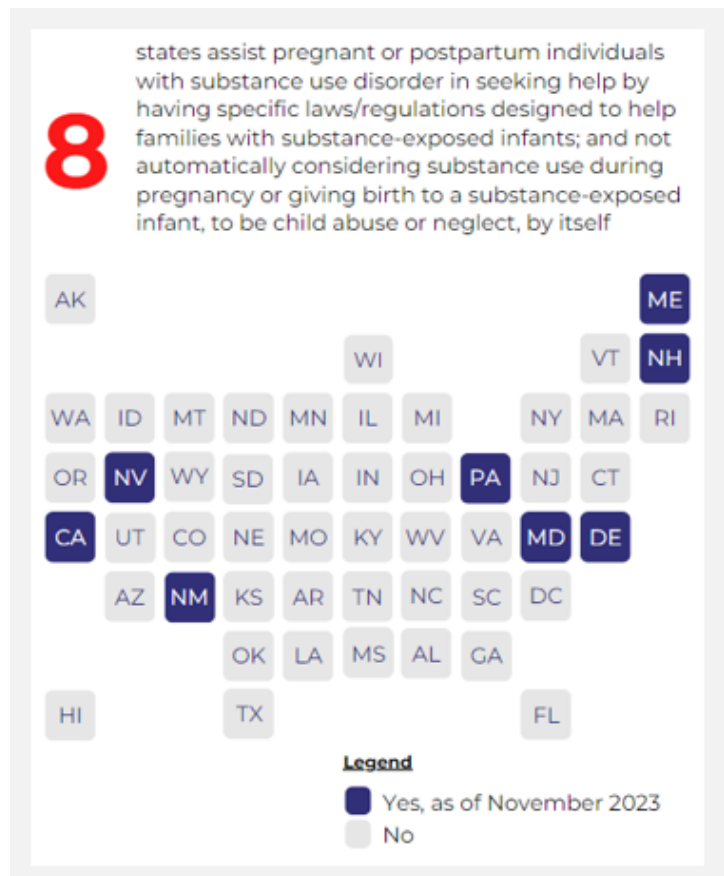 8
states assist pregnant or postpartum individuals
with substance use disorder in seeking help by
having specific laws/regulations designed to help
families with substance-exposed infants; and not
automatically considering substance use during
pregnancy or giving birth to a substance-exposed
infant, to be child abuse or neglect, by itself
AK ME
WI VT NH
WA ID MT ND MN IL MI NY MA RI
OR NV WY SD IA IN OH PA NJ CT
CA UT CO NE MO KY WV VA MD DE
AZ NM KS AR TN NC SC DC
OK LA MS AL GA
HI TX FL
Legend
Yes, as of November 2023
No